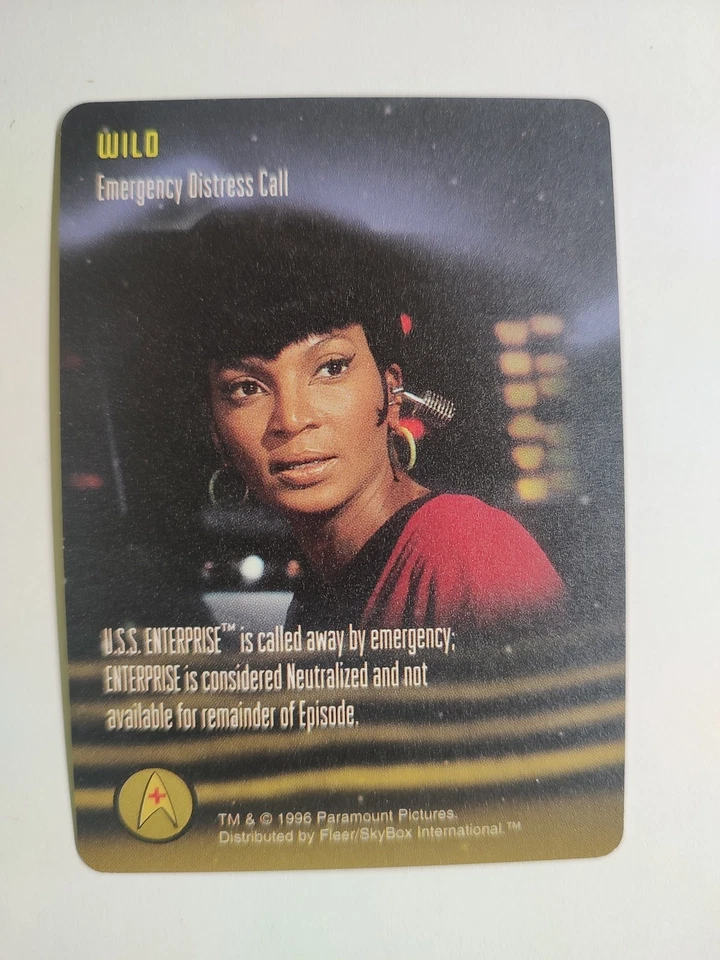 WILD
Emergency Distress Call
U.S.S. ENTERPRISE™ is called away by emergency;
ENTERPRISE is considered Neutralized and not
available for remainder of Episode.
TM & © 1996 Paramount Pictures.
Distributed by Fleer/SkyBox International.™